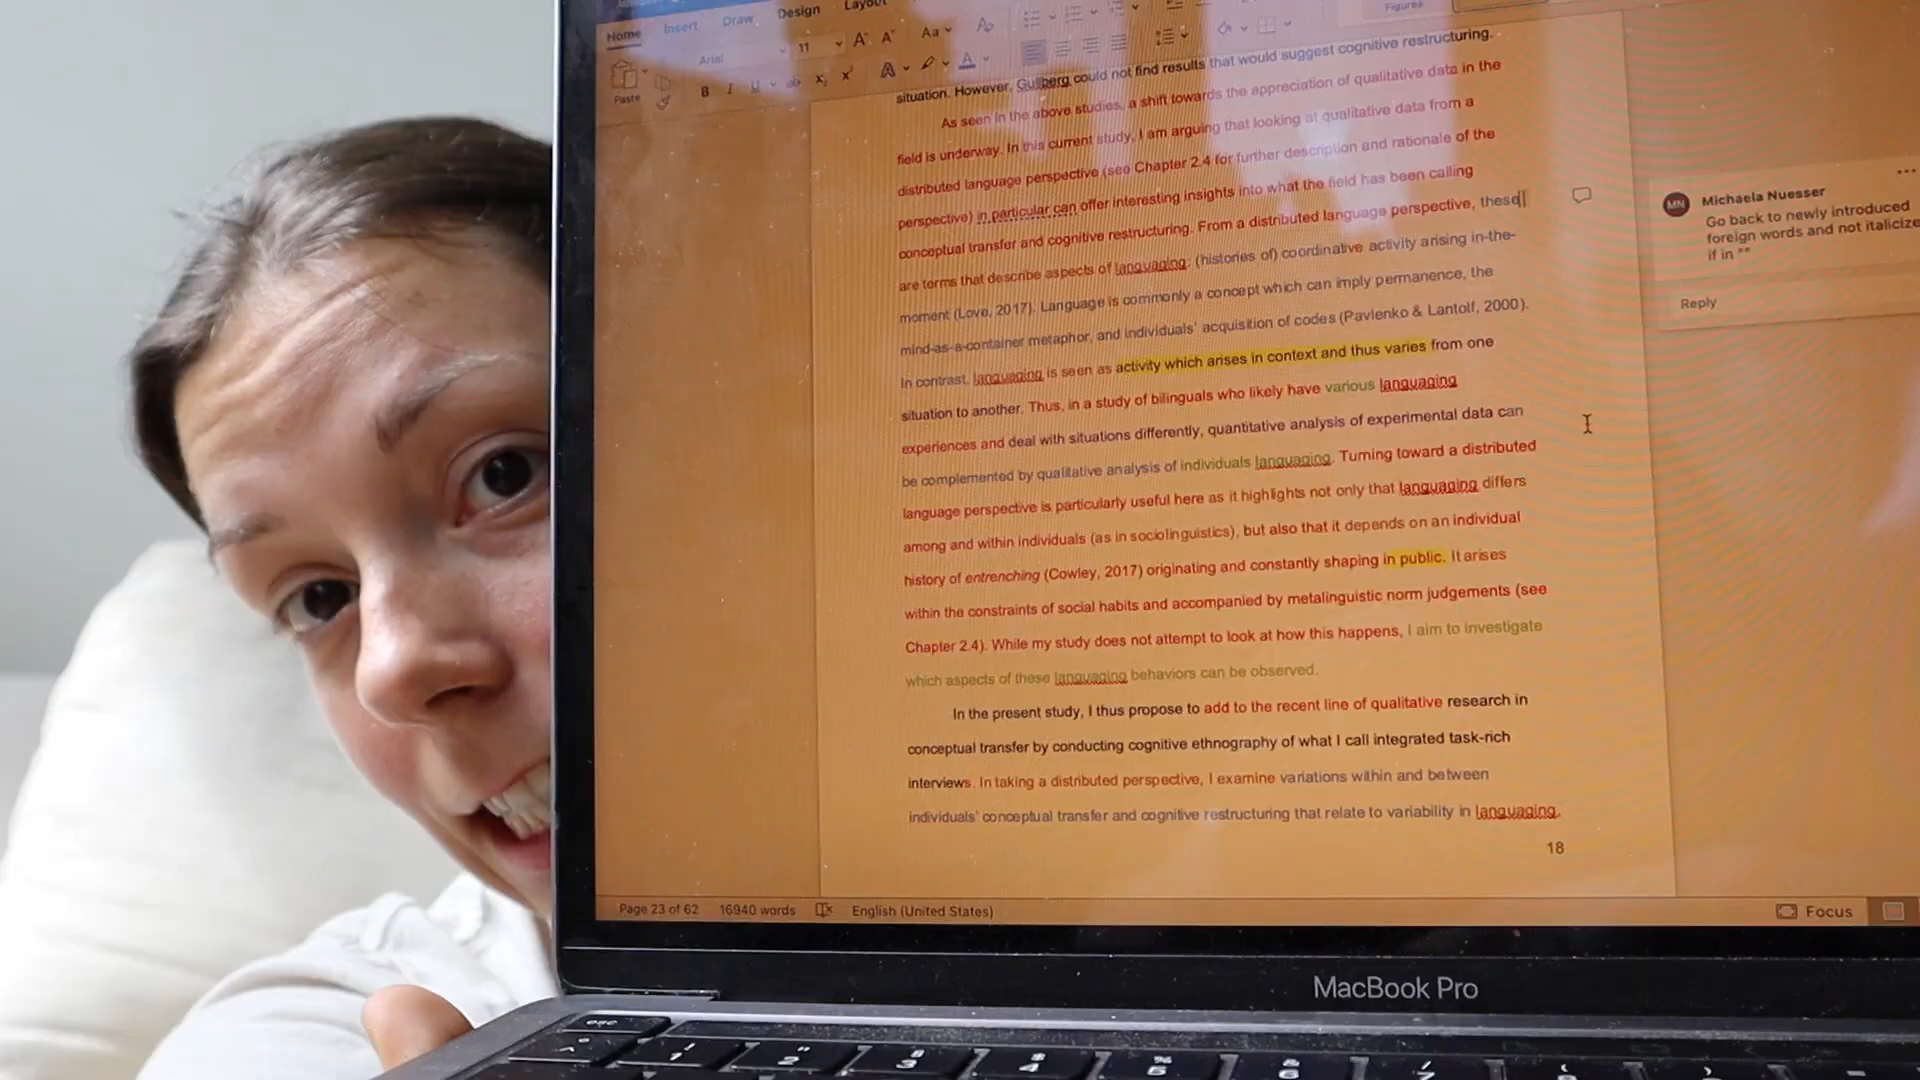 Home Insert Draw Design Layout
Arial 11
Paste
Figures
situation. However, Gullberg could not find results that would suggest cognitive restructuring.
As seen in the above studies, a shift towards the appreciation of qualitative data in the
field is underway. In this current study, I am arguing that looking at qualitative data from a
distributed language perspective (see Chapter 2.4 for further description and rationale of the
perspective) in particular can offer interesting insights into what the field has been calling
conceptual transfer and cognitive restructuring. From a distributed language perspective, these
are terms that describe aspects of languaging: (histories of) coordinative activity arising in-the-
moment (Love, 2017). Language is commonly a concept which can imply permanence, the
mind-as-a-container metaphor, and individuals' acquisition of codes (Pavlenko & Lantolf, 2000).
In contrast, languaging is seen as activity which arises in context and thus varies from one
situation to another. Thus, in a study of bilinguals who likely have various languaging
experiences and deal with situations differently, quantitative analysis of experimental data can
be complemented by qualitative analysis of individuals languaging. Turning toward a distributed
language perspective is particularly useful here as it highlights not only that languaging differs
among and within individuals (as in sociolinguistics), but also that it depends on an individual
history of entrenching (Cowley, 2017) originating and constantly shaping in public. It arises
within the constraints of social habits and accompanied by metalinguistic norm judgements (see
Chapter 2.4). While my study does not attempt to look at how this happens, I aim to investigate
which aspects of these languaging behaviors can be observed.
In the present study, I thus propose to add to the recent line of qualitative research in
conceptual transfer by conducting cognitive ethnography of what I call integrated task-rich
interviews. In taking a distributed perspective, I examine variations within and between
individuals' conceptual transfer and cognitive restructuring that relate to variability in languaging.
18
MN Michaela Nuesser
Go back to newly introduced
foreign words and not italicize
if in ""
Reply
Page 23 of 62 16940 words English (United States) Focus
MacBook Pro
esc
1 2 3 4 5 6 7